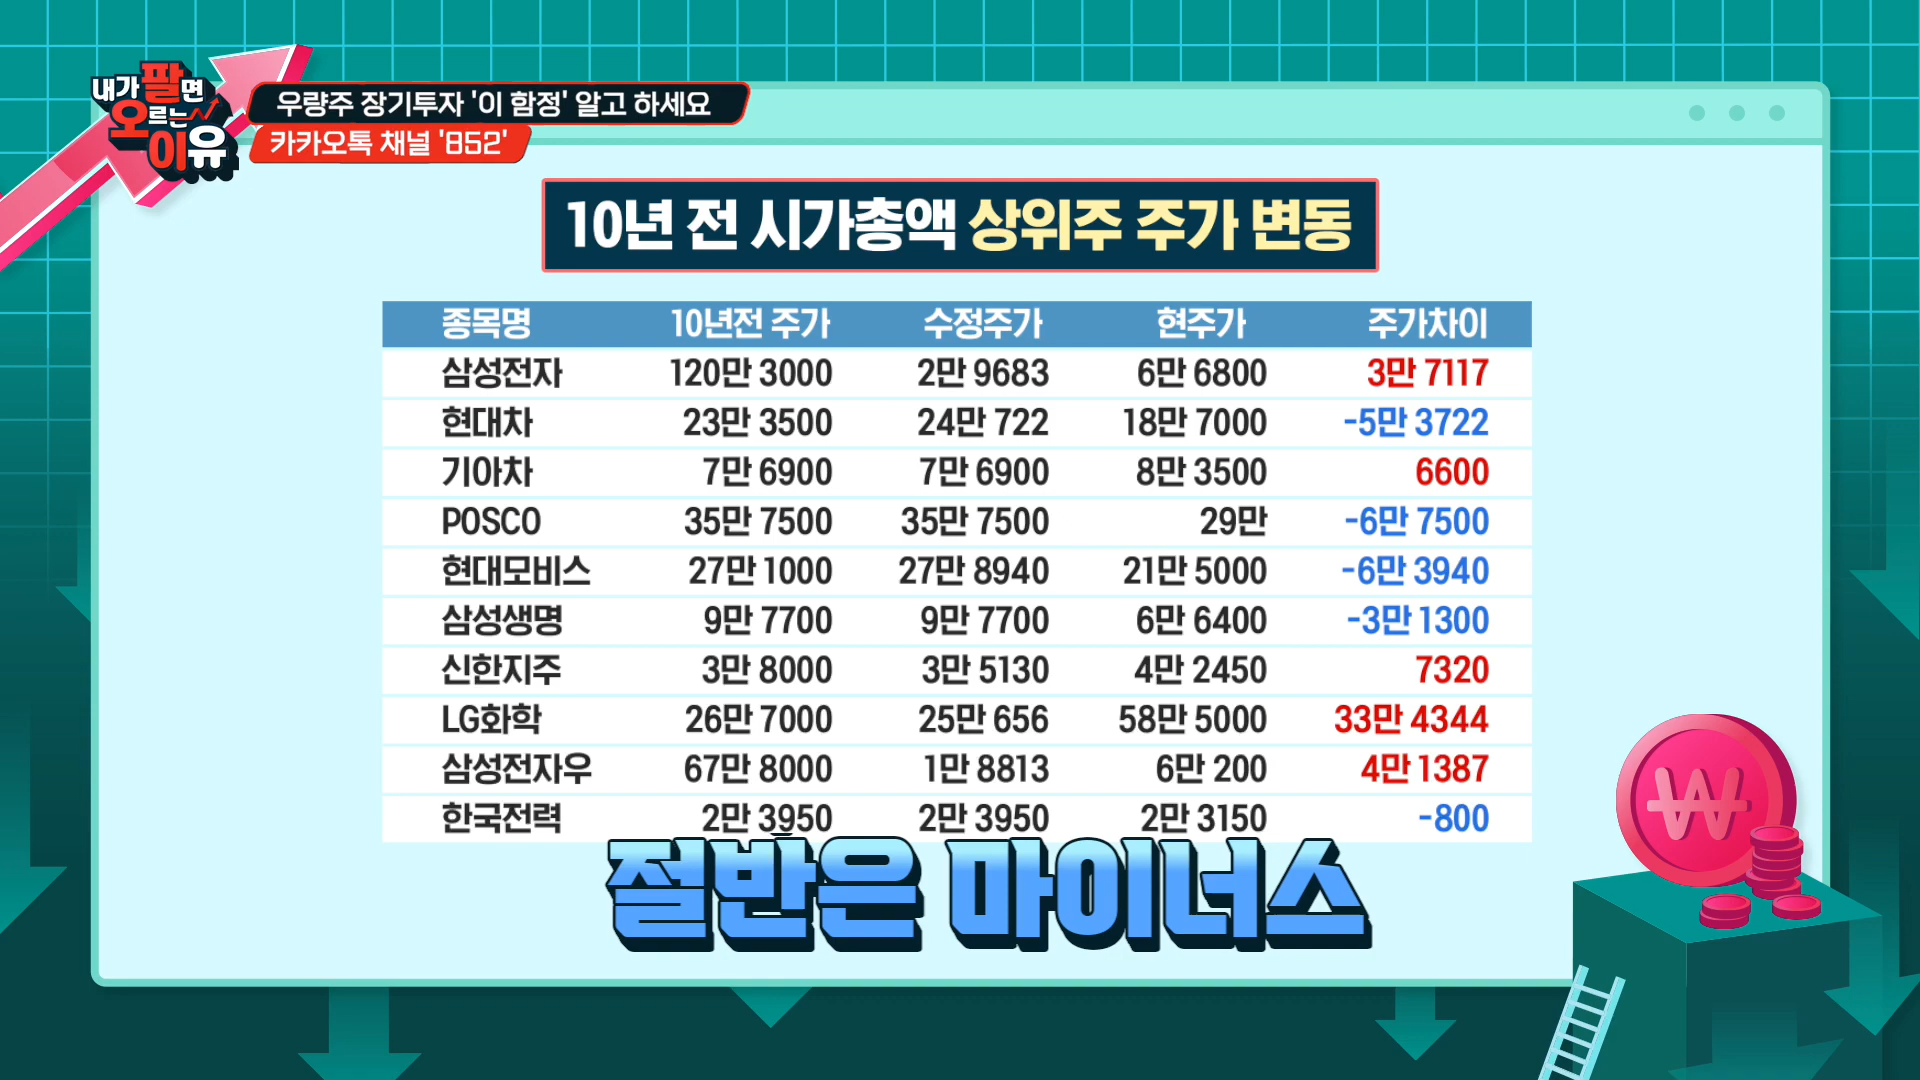 내가 팔면
오르는
이유
우량주 장기투자 '이 함정' 알고 하세요
카카오톡 채널 '852'
10년 전 시가총액 상위주 주가 변동
종목명 10년전 주가 수정주가 현주가 주가차이
삼성전자 120만 3000 2만 9683 6만 6800 3만 7117
현대차 23만 3500 24만 722 18만 7000 -5만 3722
기아차 7만 6900 7만 6900 8만 3500 6600
POSCO 35만 7500 35만 7500 29만 -6만 7500
현대모비스 27만 1000 27만 8940 21만 5000 -6만 3940
삼성생명 9만 7700 9만 7700 6만 6400 -3만 1300
신한지주 3만 8000 3만 5130 4만 2450 7320
LG화학 26만 7000 25만 656 58만 5000 33만 4344
삼성전자우 67만 8000 1만 8813 6만 200 4만 1387
한국전력 2만 3950 2만 3950 2만 3150 -800
절반은 마이너스